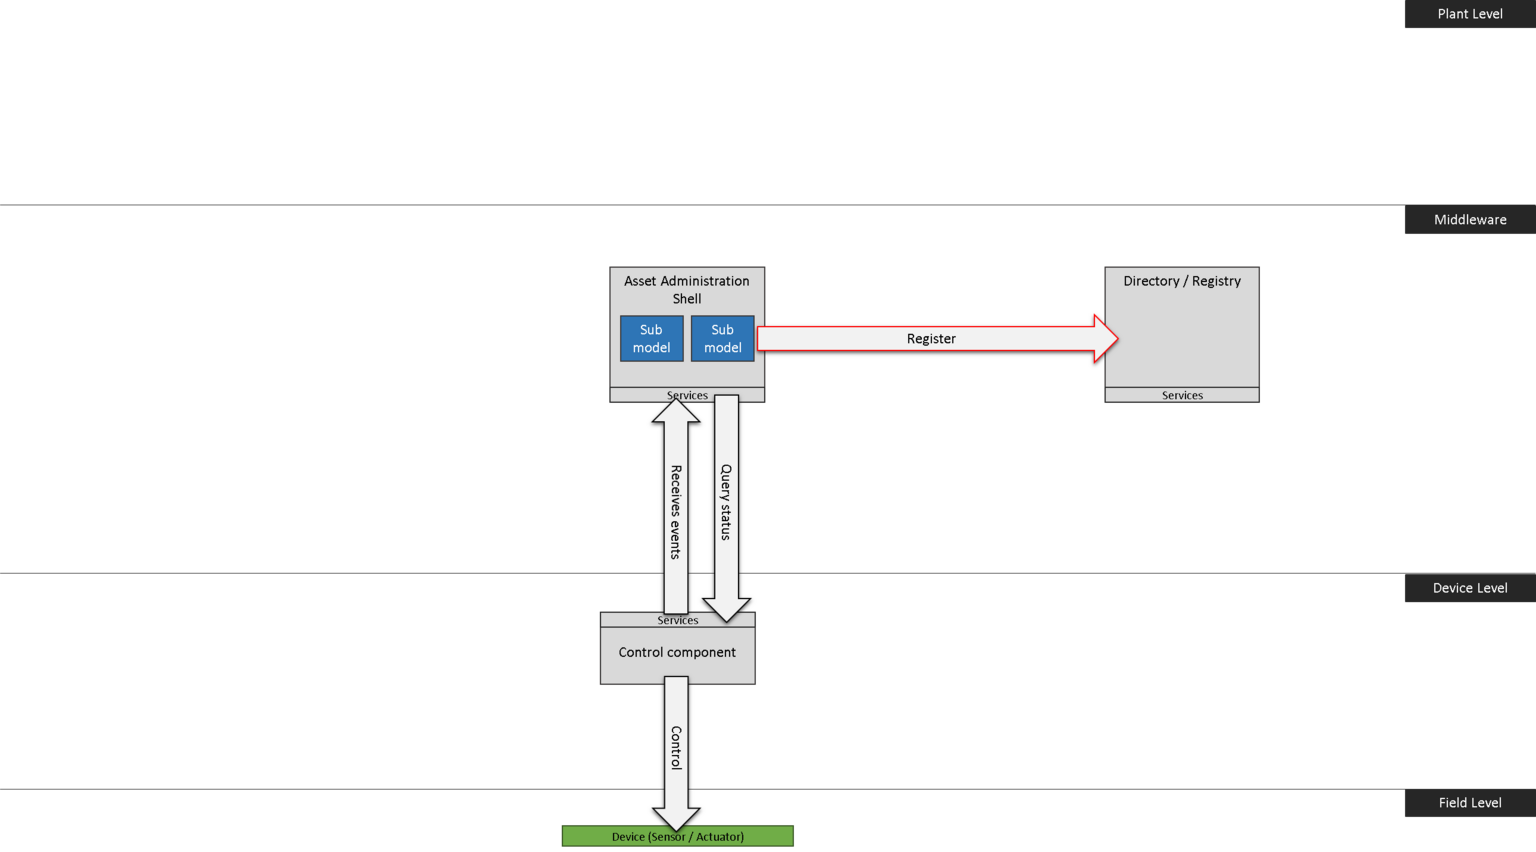 Plant Level
Middleware
Asset Administration
Shell
Sub
model
Sub
model
Services
Register
Directory / Registry
Services
Receives events
Query status
Device Level
Services
Control component
Control
Field Level
Device (Sensor / Actuator)